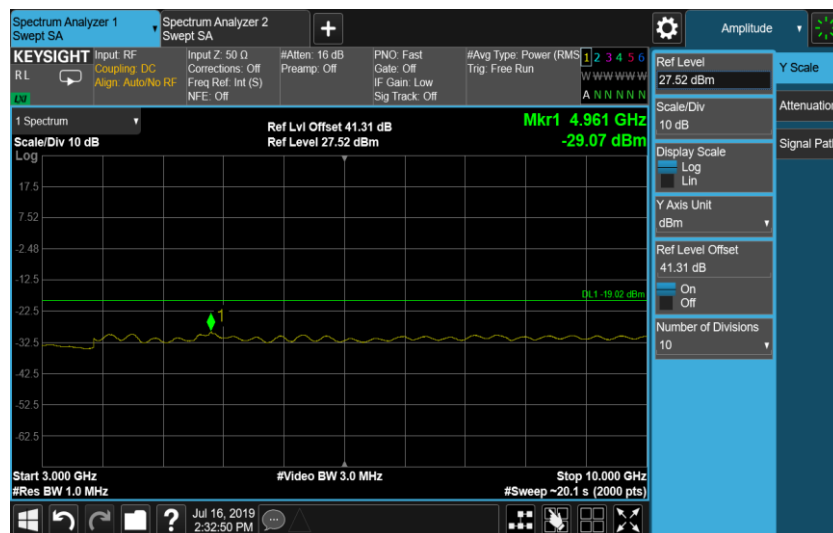 Spectrum Analyzer 1
Swept SA
Spectrum Analyzer 2
Swept SA
Amplitude
KEYSIGHT
RL
LXI
Input: RF
Coupling: DC
Align: Auto/No RF
Input Z: 50 Ω
Corrections: Off
Freq Ref: Int (S)
NFE: Off
#Atten: 16 dB
Preamp: Off
PNO: Fast
Gate: Off
IF Gain: Low
Sig Track: Off
#Avg Type: Power (RMS
Trig: Free Run
1 2 3 4 5 6
W W W W W W
A N N N N N
1 Spectrum
Scale/Div 10 dB
Log
Ref Lvl Offset 41.31 dB
Ref Level 27.52 dBm
Mkr1 4.961 GHz
-29.07 dBm
17.5
7.52
-2.48
-12.5
-22.5
-32.5
-42.5
-52.5
-62.5
DL1 -19.02 dBm
1
Start 3.000 GHz
#Res BW 1.0 MHz
#Video BW 3.0 MHz
Stop 10.000 GHz
#Sweep ~20.1 s (2000 pts)
Ref Level
27.52 dBm
Scale/Div
10 dB
Display Scale
Log
Lin
Y Axis Unit
dBm
Ref Level Offset
41.31 dB
On
Off
Number of Divisions
10
Y Scale
Attenuation
Signal Path
?
Jul 16, 2019
2:32:50 PM